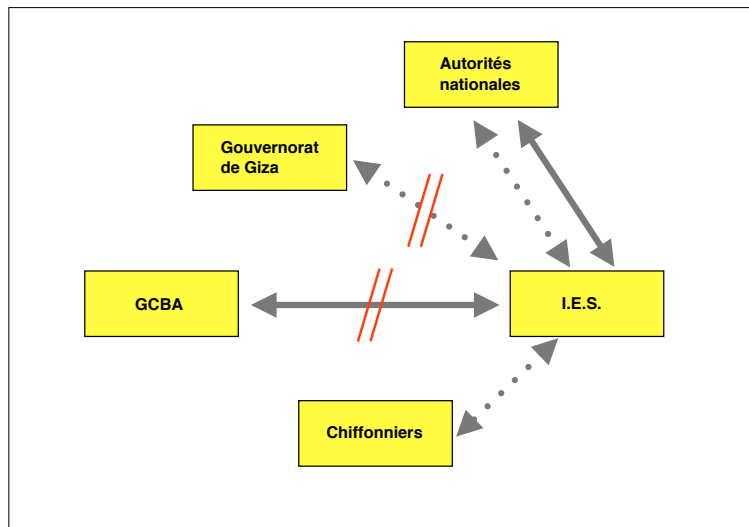 Autorités
nationales
Gouvernorat
de Giza
GCBA
I.E.S.
Chiffonniers